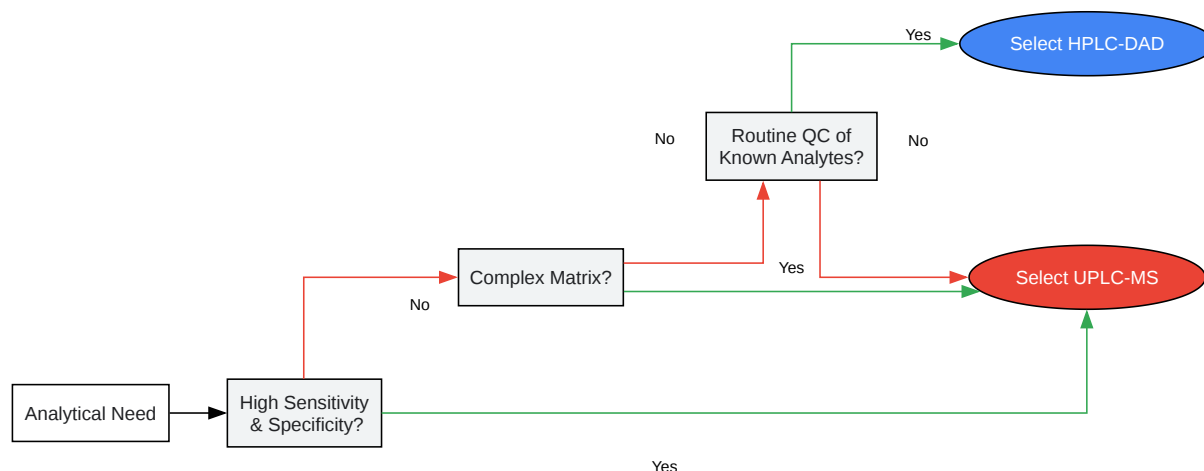 Yes
Select HPLC-DAD
No
Routine QC of
Known Analytes?
No
Complex Matrix?
Yes
Select UPLC-MS
No
Analytical Need
High Sensitivity
& Specificity?
Yes